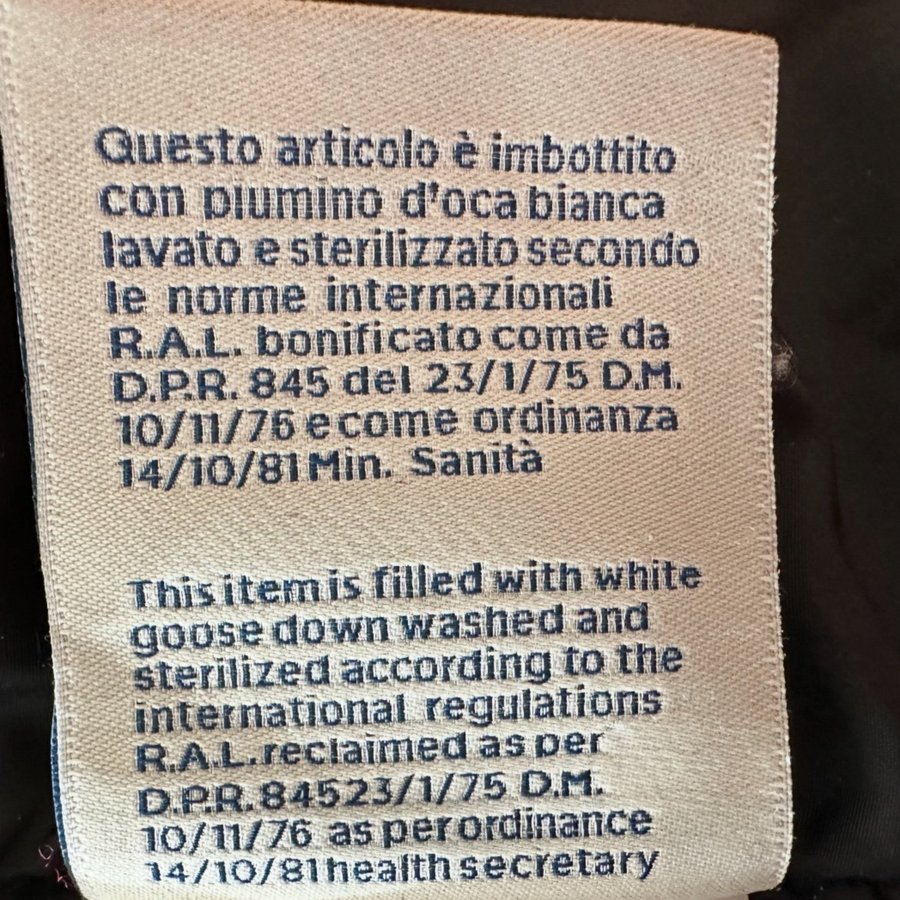 Questo articolo è imbottito
con piumino d'oca bianca
lavato e sterilizzato secondo
le norme internazionali
R.A.L. bonificato come da
D.P.R. 845 del 23/1/75 D.M.
10/11/76 e come ordinanza
14/10/81 Min. Sanità
This item is filled with white
goose down washed and
sterilized according to the
international regulations
R.A.L. reclaimed as per
D.P.R. 84523/1/75 D.M.
10/11/76 as per ordinance
14/10/81 health secretary